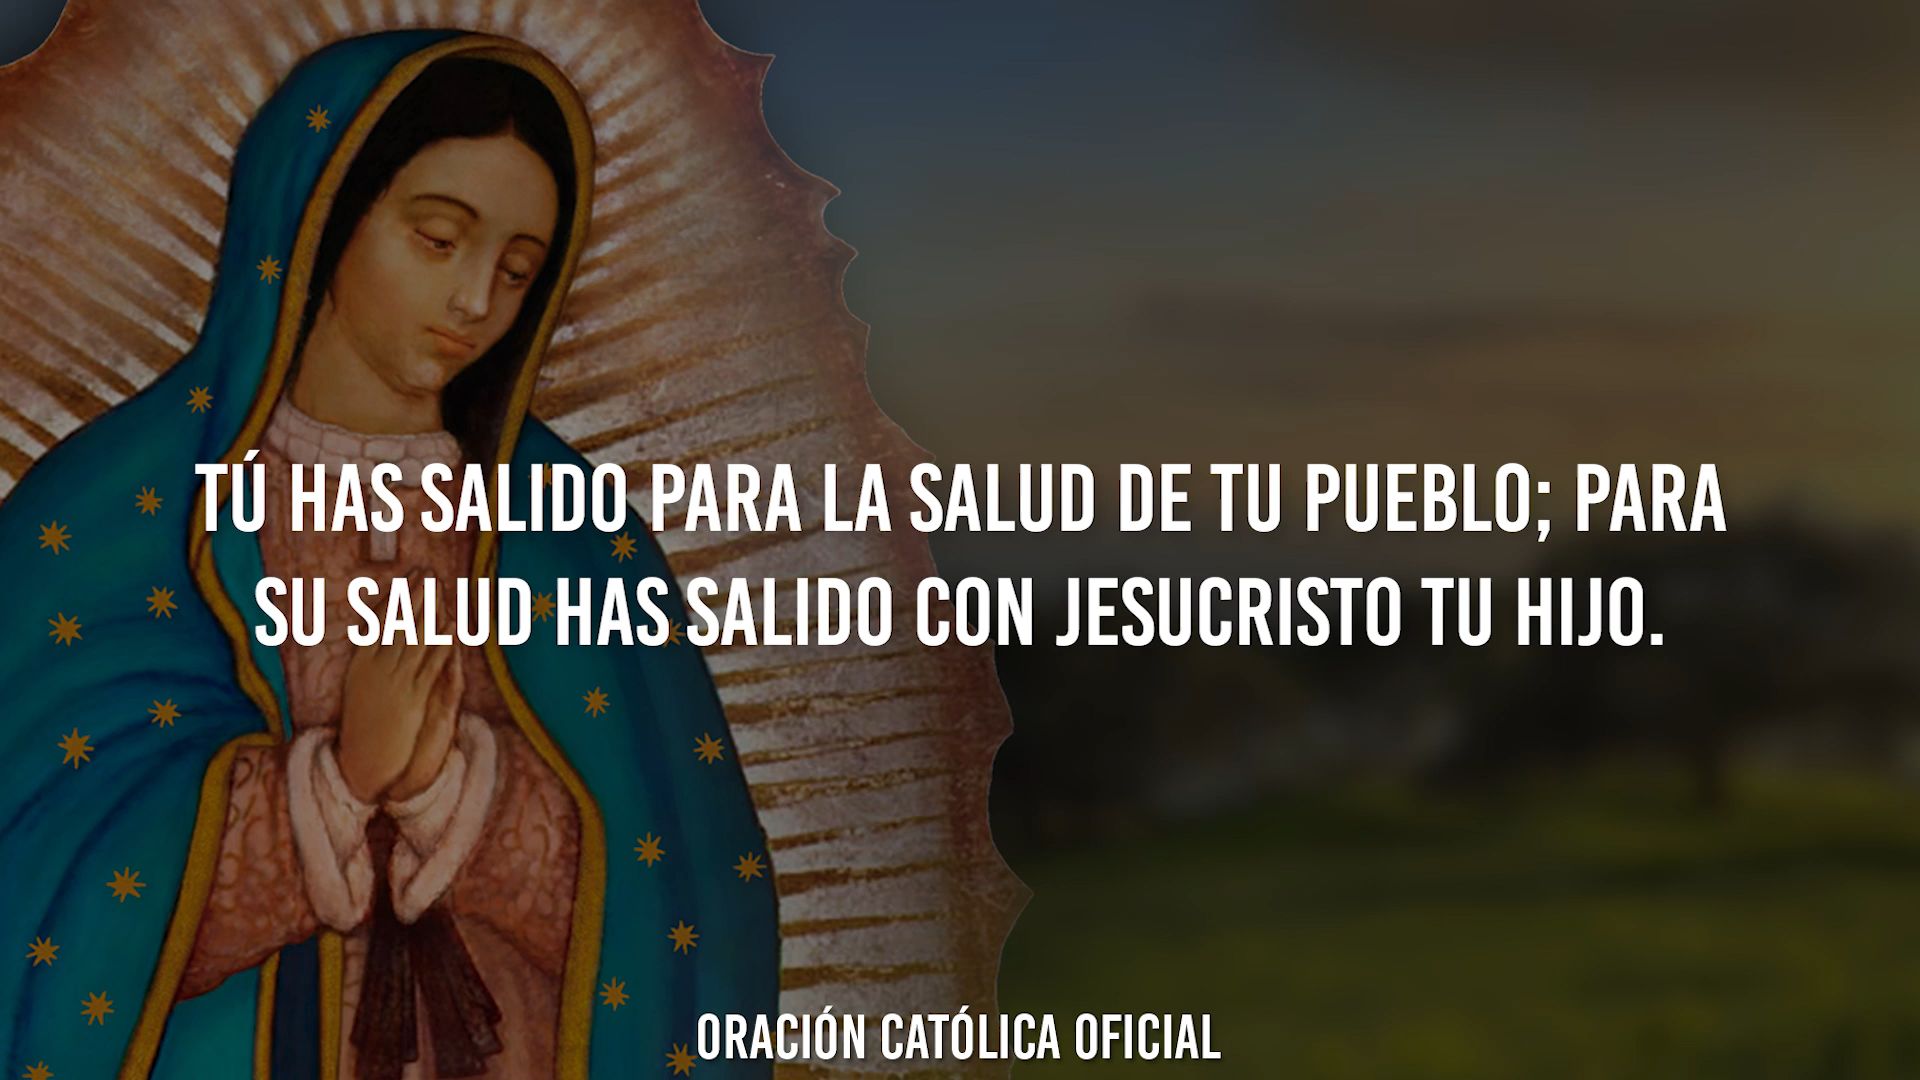 TÚ HAS SALIDO PARA LA SALUD DE TU PUEBLO; PARA
SU SALUD HAS SALIDO CON JESUCRISTO TU HIJO.
ORACIÓN CATÓLICA OFICIAL